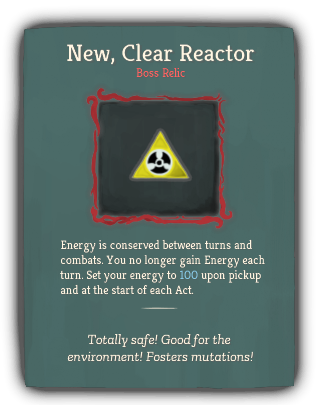 New, Clear Reactor
Boss Relic
Energy is conserved between turns and
combats. You no longer gain Energy each
turn. Set your energy to 100 upon pickup
and at the start of each Act.
Totally safe! Good for the
environment! Fosters mutations!